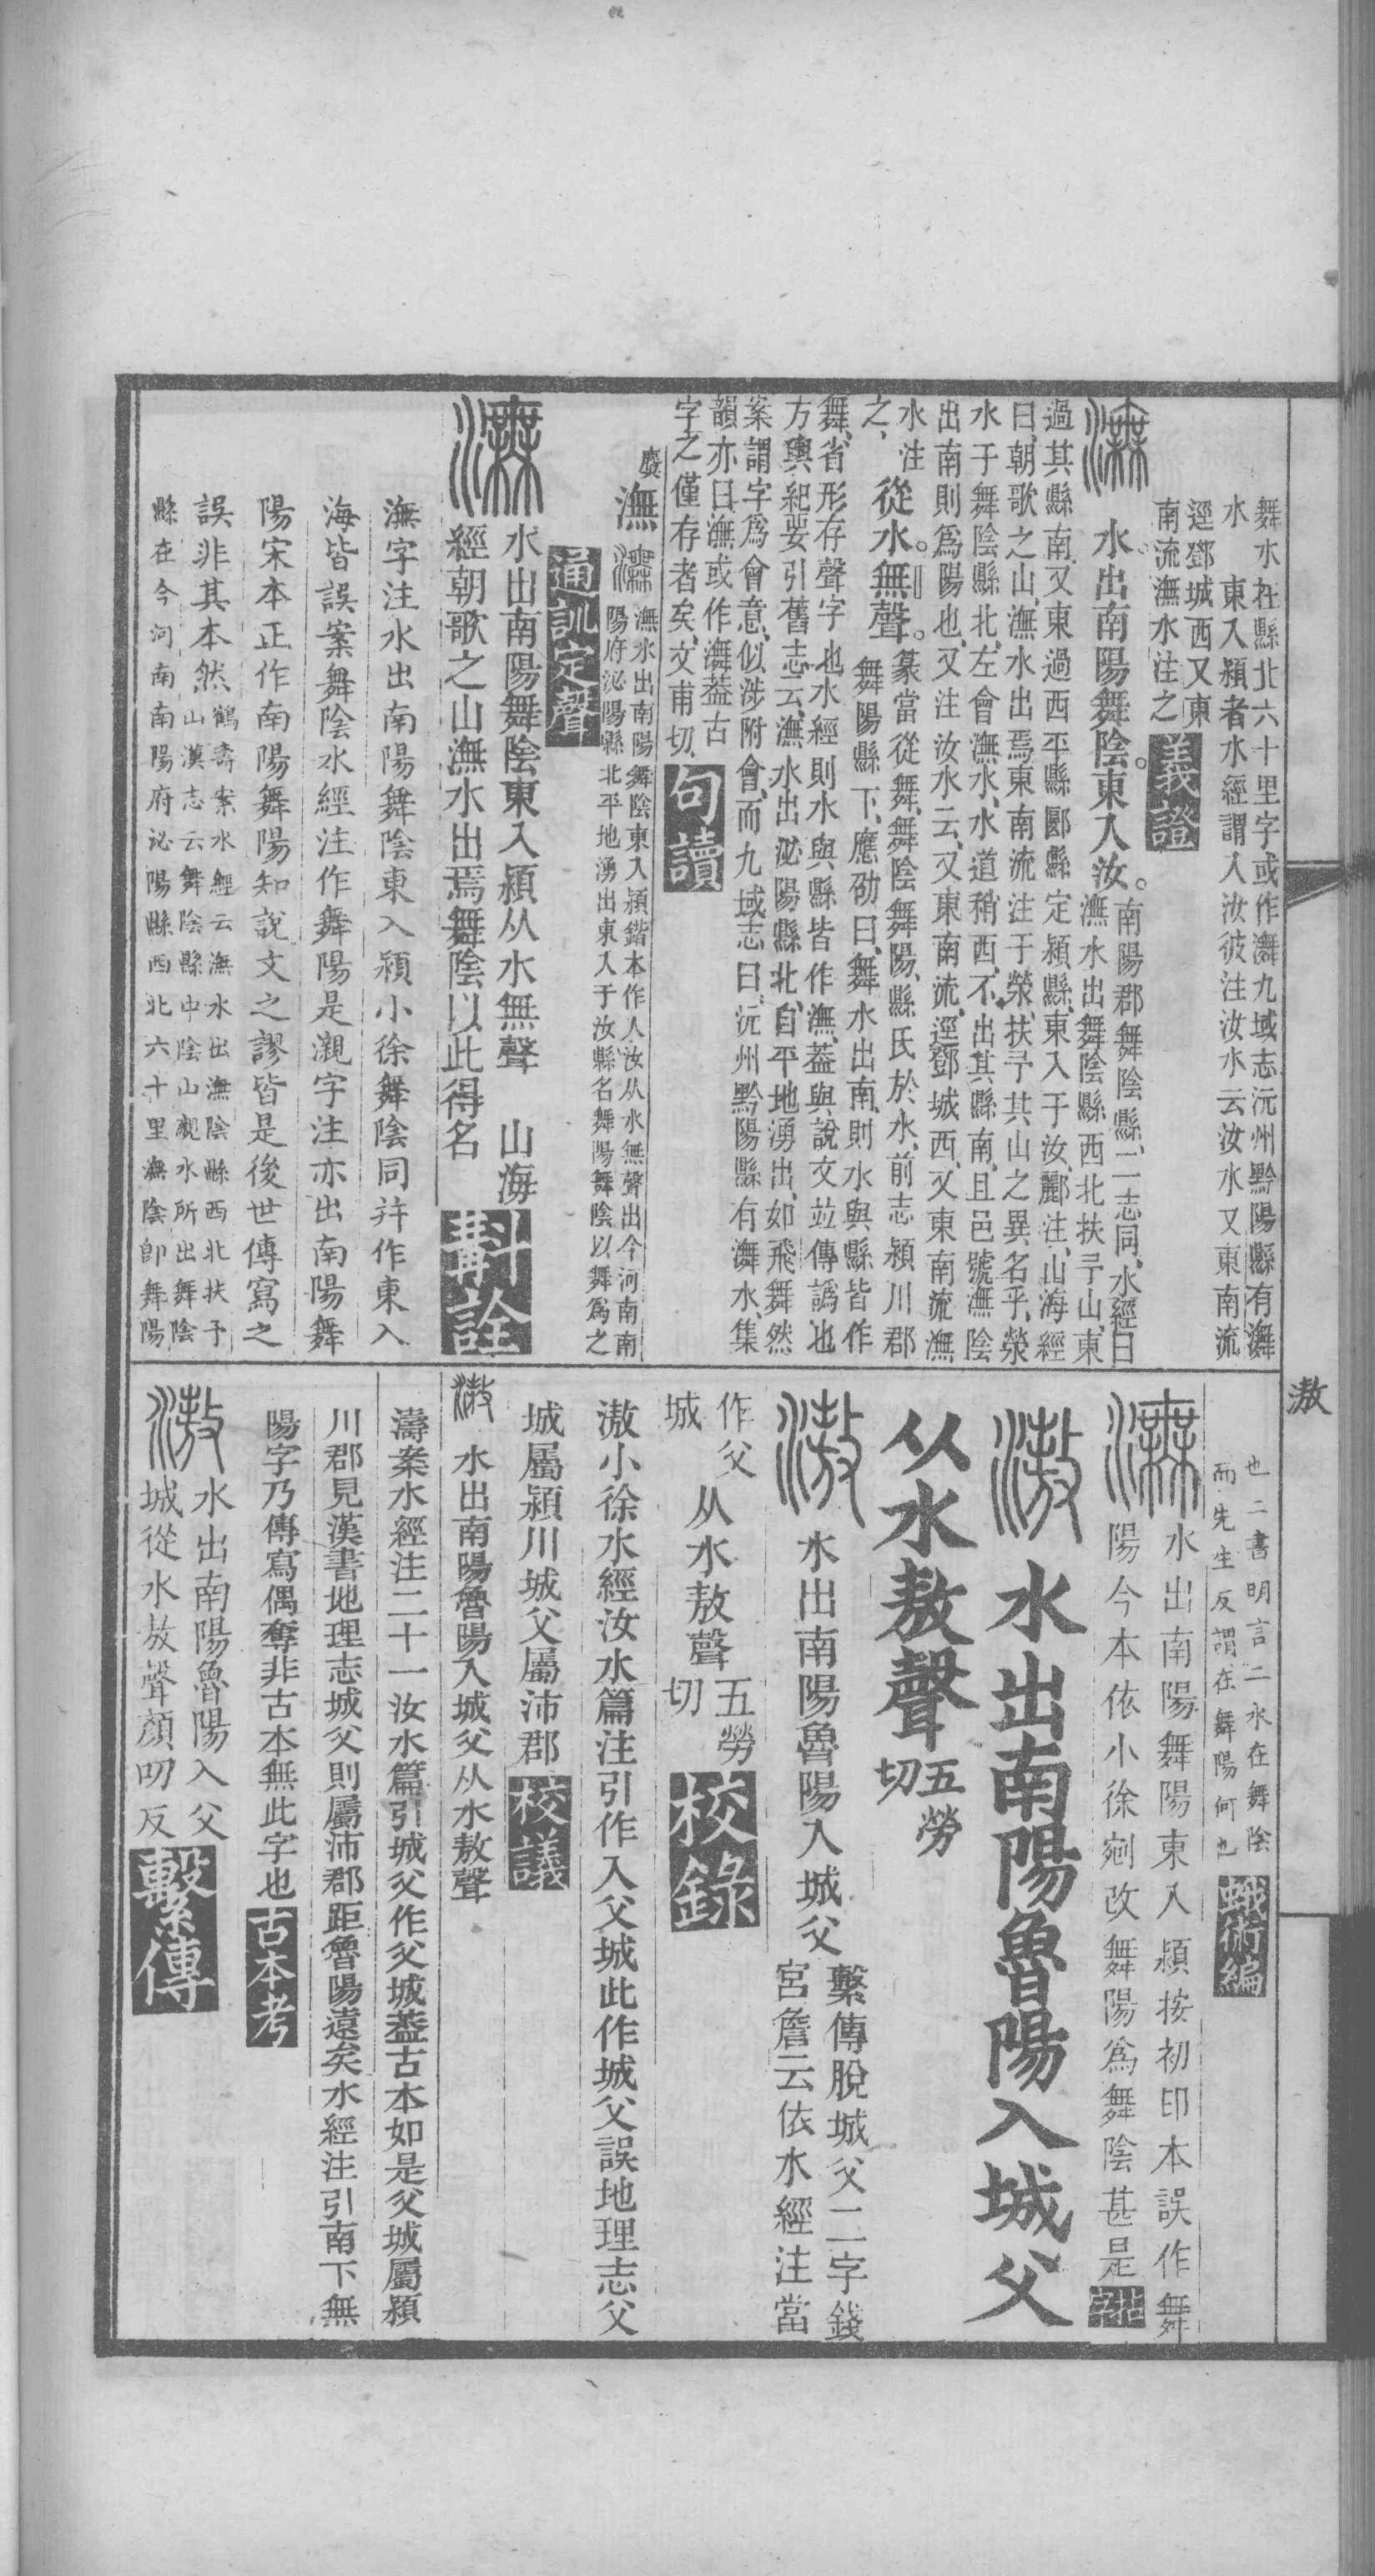 舞水在縣北六十里字或作潕九域志沅州黔陽縣有潕
水　東入潁者水經謂入汝彼注汝水云汝水又東南流
逕鄧城西又東
南流潕水注之　義證
水出南陽舞陰東入汝
南陽郡舞陰縣二志同水經曰
潕水出舞陰縣西北扶予山東
過其縣南又東過西平縣郾縣定潁縣東入于汝酈注山海經
曰朝歌之山潕水出焉東南流注于滎扶予其山之異名乎滎
水于舞陰縣北左會潕水水道稍西不出其縣南且邑號潕陰
出南則爲陽也又注汝水云又東南流逕鄧城西又東南流潕
水注
之
從水無聲
篆當從舞舞陰舞陽縣氏於水前志潁川郡
舞陽縣下應劭曰舞水出南則水與縣皆作
舞省形存聲字也水經則水與縣皆作潕葢與說文竝傳譌也
方輿紀要引舊志云潕水出泌陽縣北自平地湧出如飛舞然
案謂字爲會意似涉附會而九域志曰沅州黔陽縣有潕水集
韻亦曰潕或作潕葢古
字之僅存者矣文甫切　句讀
潕
潕水出南陽舞陰東入潁鍇本作入汝从水無聲出今河南南
陽府泌陽縣北平地湧出東入于汝縣名舞陽舞陰以舞爲之
通訓定聲
水出南陽舞陰東入潁从水無聲　山海
經朝歌之山潕水出焉舞陰以此得名
斠詮
潕字注水出南陽舞陰東入潁小徐舞陰同幷作東入
海皆誤案舞陰水經注作舞陽是瀙字注亦出南陽舞
陽宋本正作南陽舞陽知說文之謬皆是後世傳寫之
誤非其本然
鶴壽案水經云潕水出潕陰縣西北扶予
山漢志云舞陰縣中陰山瀙水所出舞陰
縣在今河南南陽府泌陽縣西北六十里潕陰卽舞陽
也二書明言二水在舞陰
而先生反謂在舞陽何也　蛾術編
水出南陽舞陽東入潁按初印本誤作舞
陽今本依小徐剜改舞陽爲舞陰甚是
水出南陽魯陽入城父
从水敖聲
五勞
切
水出南陽魯陽入城父
繫傳脫城父二字錢
宮詹云依水經注當
作父
城
从水敖聲
五勞
切
校錄
滶小徐水經汝水篇注引作入父城此作城父誤地理志父
城屬潁川城父屬沛郡　校議
水出南陽魯陽入城父从水敖聲
濤案水經注二十一汝水篇引城父作父城葢古本如是父城屬潁
川郡見漢書地理志城父則屬沛郡距魯陽遠矣水經注引南下無
陽字乃傳寫偶奪非古本無此字也　古本考
水出南陽魯陽入父
城從水敖聲顏叨反
繫傳
滶